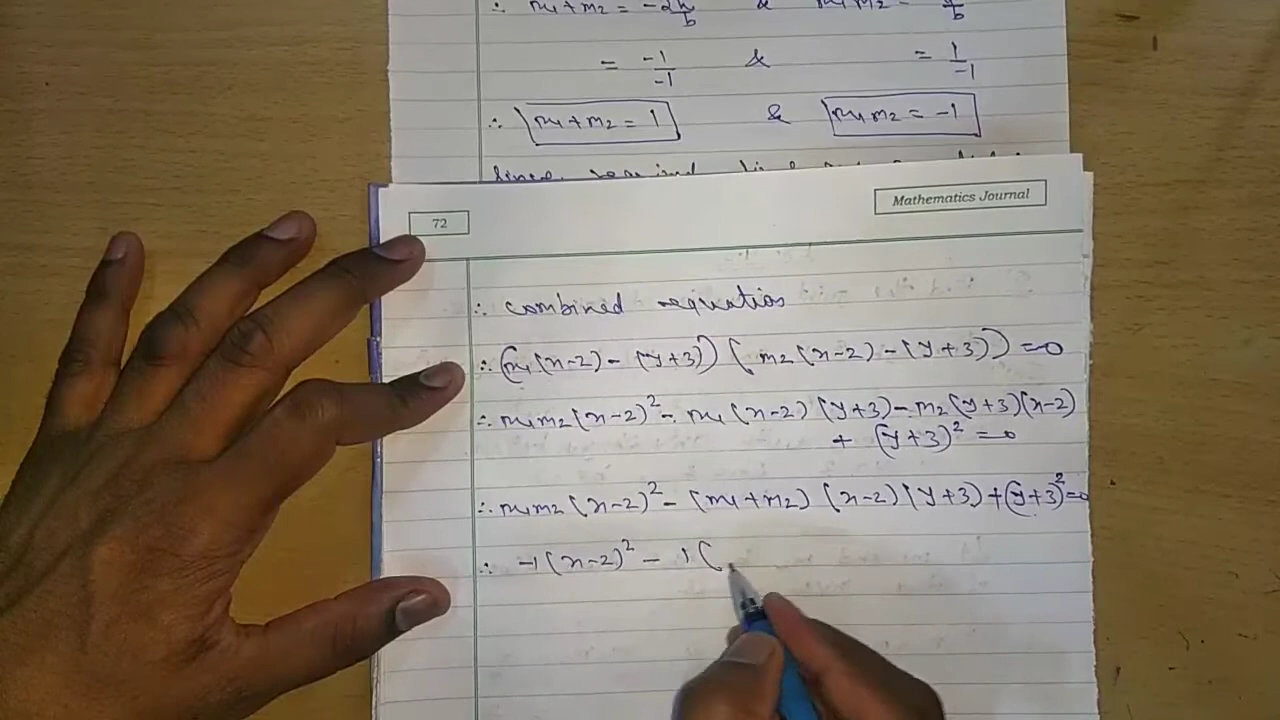 ∴ m₁+m₂ = -2h/b & m₁m₂ =
= -1/-1 & = 1/-1
∴ m₁+m₂ = 1 & m₁m₂ = -1
Since required
Mathematics Journal
72
∴ combined equation
∴ (m₁(x-2) - (y+3)) (m₂(x-2) - (y+3)) = 0
∴ m₁m₂(x-2)² - m₁(x-2)(y+3) - m₂(y+3)(x-2)
+ (y+3)² = 0
∴ m₁m₂(x-2)² - (m₁+m₂)(x-2)(y+3) + (y+3)² = 0
∴ -1(x-2)² - 1(